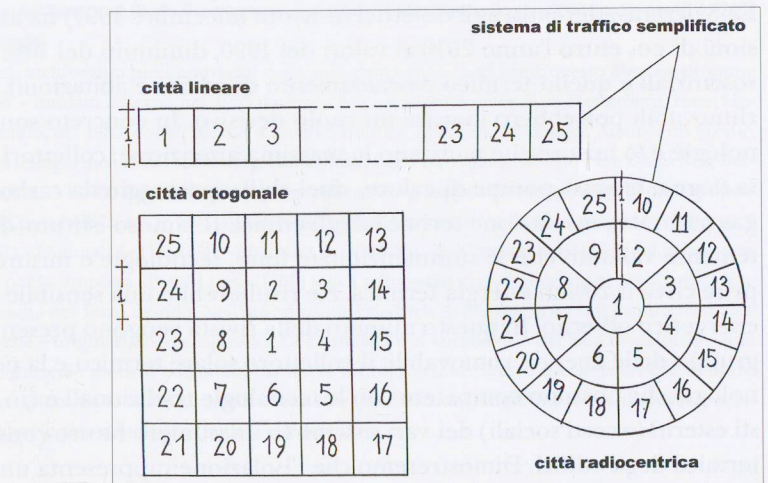 sistema di traffico semplificato
città lineare
1
1 2 3 23 24 25
città ortogonale
25 10 11 12 13
1
24 9 2 3 14
23 8 1 4 15
22 7 6 5 16
21 20 19 18 17
25 1 10
24 11
23 9 1 2 12
22 8 3 13
21 7 1 4 14
20 6 5 15
19 16
18 17
città radiocentrica